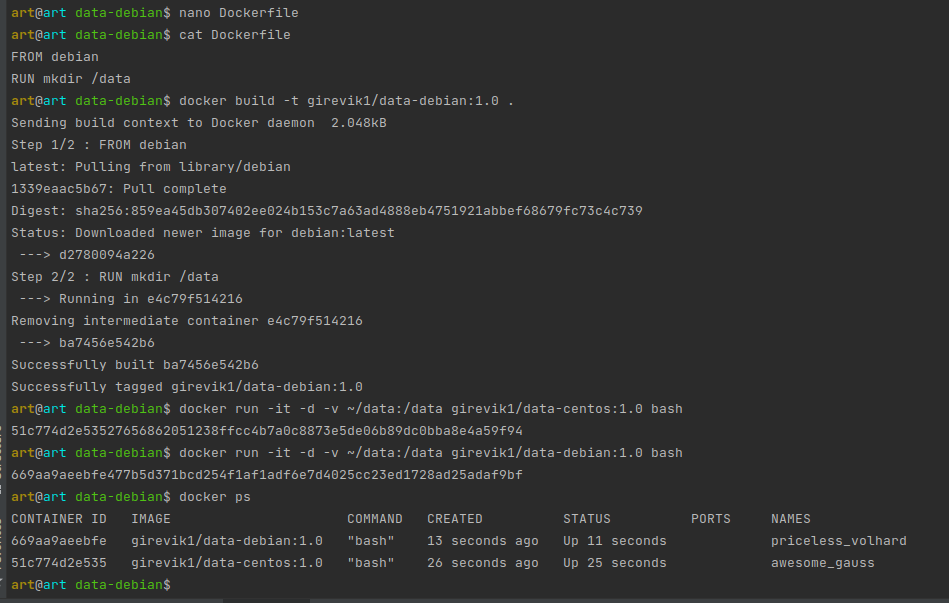 art@art data-debian$ nano Dockerfile
art@art data-debian$ cat Dockerfile
FROM debian
RUN mkdir /data
art@art data-debian$ docker build -t girevik1/data-debian:1.0 .
Sending build context to Docker daemon  2.048kB
Step 1/2 : FROM debian
latest: Pulling from library/debian
1339eaac5b67: Pull complete
Digest: sha256:859ea45db307402ee024b153c7a63ad4888eb4751921abbef68679fc73c4c739
Status: Downloaded newer image for debian:latest
 ---> d2780094a226
Step 2/2 : RUN mkdir /data
 ---> Running in e4c79f514216
Removing intermediate container e4c79f514216
 ---> ba7456e542b6
Successfully built ba7456e542b6
Successfully tagged girevik1/data-debian:1.0
art@art data-debian$ docker run -it -d -v ~/data:/data girevik1/data-centos:1.0 bash
51c774d2e53527656862051238ffcc4b7a0c8873e5de06b89dc0bba8e4a59f94
art@art data-debian$ docker run -it -d -v ~/data:/data girevik1/data-debian:1.0 bash
669aa9aeebfe477b5d371bcd254f1af1adf6e7d4025cc23ed1728ad25adaf9bf
art@art data-debian$ docker ps
CONTAINER ID   IMAGE                      COMMAND   CREATED          STATUS          PORTS     NAMES
669aa9aeebfe   girevik1/data-debian:1.0   "bash"    13 seconds ago   Up 11 seconds             priceless_volhard
51c774d2e535   girevik1/data-centos:1.0   "bash"    26 seconds ago   Up 25 seconds             awesome_gauss
art@art data-debian$